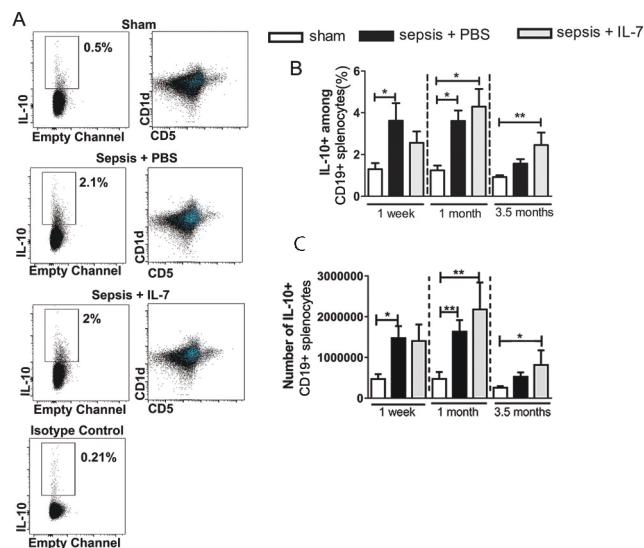 A
Sham
0.5%
IL-10
Empty Channel
CD1d
CD5
Sepsis + PBS
2.1%
IL-10
Empty Channel
CD1d
CD5
Sepsis + IL-7
2%
IL-10
Empty Channel
CD1d
CD5
Isotype Control
0.21%
IL-10
Empty Channel
sham
sepsis + PBS
sepsis + IL-7
B
IL-10+ among
CD19+ splenocytes(%)
6
4
2
0
*
*
*
**
1 week
1 month
3.5 months
C
Number of IL-10+
CD19+ splenocytes
3000000
2000000
1000000
0
*
**
**
*
1 week
1 month
3.5 months